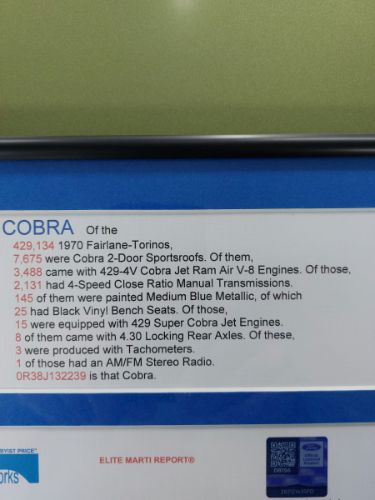 COBRA Of the
429,134 1970 Fairlane-Torinos,
7,675 were Cobra 2-Door Sportsroofs. Of them,
3,488 came with 429-4V Cobra Jet Ram Air V-8 Engines. Of those,
2,131 had 4-Speed Close Ratio Manual Transmissions.
145 of them were painted Medium Blue Metallic, of which
25 had Black Vinyl Bench Seats. Of those,
15 were equipped with 429 Super Cobra Jet Engines.
8 of them came with 4.30 Locking Rear Axles. Of these,
3 were produced with Tachometers.
1 of those had an AM/FM Stereo Radio.
0R38J132239 is that Cobra.
BYIST PRICE™
orks
ELITE MARTI REPORT®
Ford